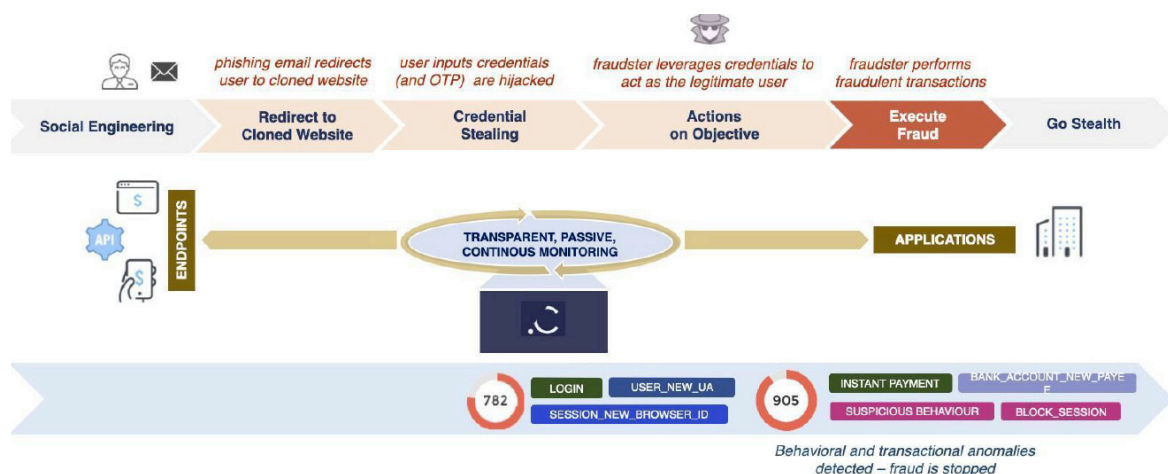 phishing email redirects
user to cloned website
user inputs credentials
(and OTP) are hijacked
fraudster leverages credentials to
act as the legitimate user
fraudster performs
fraudulent transactions
Social Engineering
Redirect to
Cloned Website
Credential
Stealing
Actions
on Objective
Execute
Fraud
Go Stealth
$
API
$
ENDPOINTS
TRANSPARENT, PASSIVE,
CONTINOUS MONITORING
APPLICATIONS
.C
782
LOGIN
USER_NEW_UA
SESSION_NEW_BROWSER_ID
905
INSTANT PAYMENT
BANK_ACCOUNT_NEW_PAYE
E
SUSPICIOUS BEHAVIOUR
BLOCK_SESSION
Behavioral and transactional anomalies
detected – fraud is stopped